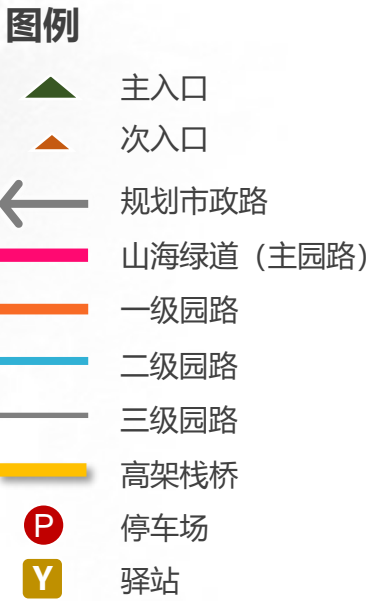 图例
主入口
次入口
规划市政路
山海绿道（主园路）
一级园路
二级园路
三级园路
高架栈桥
P 停车场
Y 驿站